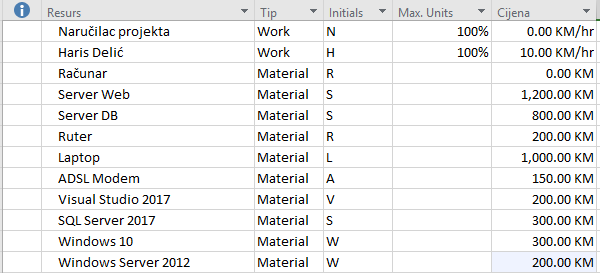 Resurs Tip Initials Max. Units Cijena
Naručilac projekta Work N 100% 0.00 KM/hr
Haris Delić Work H 100% 10.00 KM/hr
Računar Material R 0.00 KM
Server Web Material S 1,200.00 KM
Server DB Material S 800.00 KM
Ruter Material R 200.00 KM
Laptop Material L 1,000.00 KM
ADSL Modem Material A 150.00 KM
Visual Studio 2017 Material V 200.00 KM
SQL Server 2017 Material S 300.00 KM
Windows 10 Material W 300.00 KM
Windows Server 2012 Material W 200.00 KM